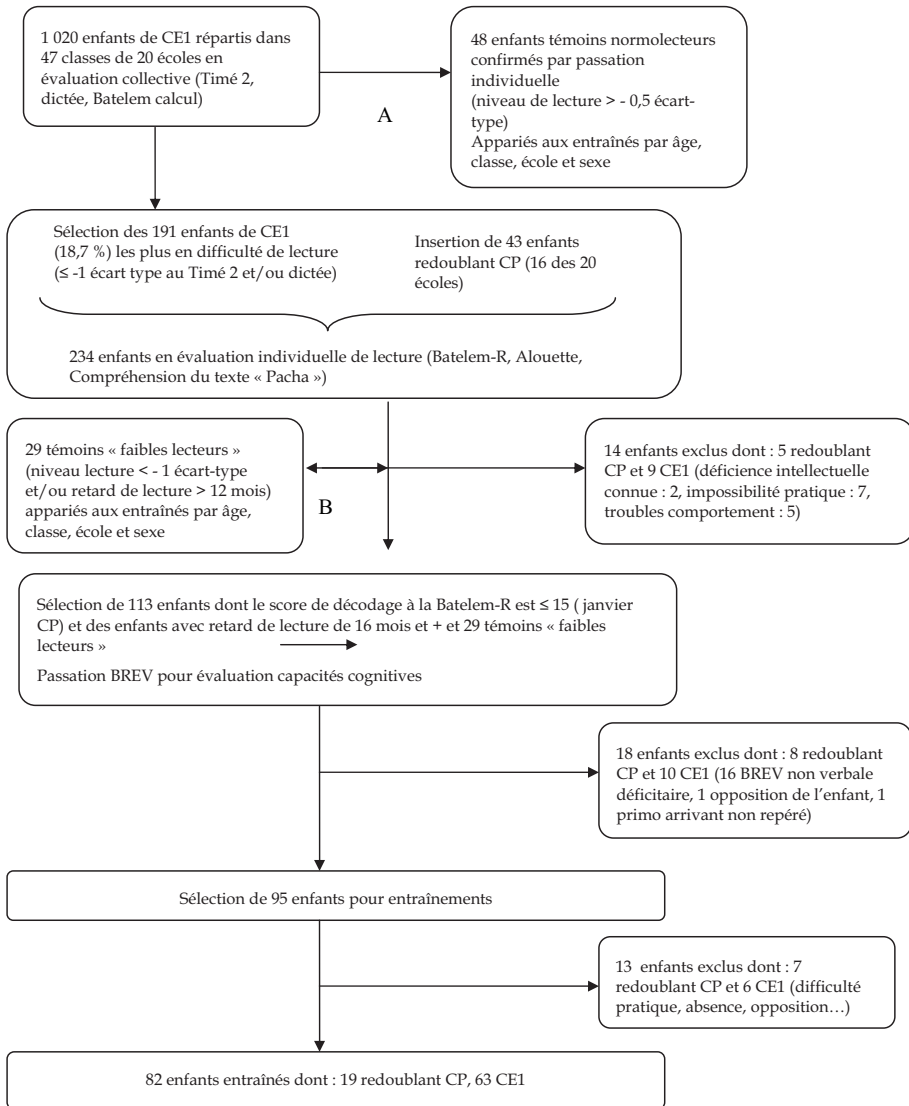 1 020 enfants de CE1 répartis dans
47 classes de 20 écoles en
évaluation collective (Timé 2,
dictée, Batelem calcul)
48 enfants témoins normolecteurs
confirmés par passation
individuelle
(niveau de lecture > - 0,5 écart-
type)
Appariés aux entraînés par âge,
classe, école et sexe
A
Sélection des 191 enfants de CE1
(18,7 %) les plus en difficulté de lecture
(≤ -1 écart type au Timé 2 et/ou dictée)
Insertion de 43 enfants
redoublant CP (16 des 20
écoles)
234 enfants en évaluation individuelle de lecture (Batelem-R, Alouette,
Compréhension du texte « Pacha »)
29 témoins « faibles lecteurs »
(niveau lecture < - 1 écart-type
et/ou retard de lecture > 12 mois)
appariés aux entraînés par âge,
classe, école et sexe
B
14 enfants exclus dont : 5 redoublant
CP et 9 CE1 (déficience intellectuelle
connue : 2, impossibilité pratique : 7,
troubles comportement : 5)
Sélection de 113 enfants dont le score de décodage à la Batelem-R est ≤ 15 ( janvier
CP) et des enfants avec retard de lecture de 16 mois et + et 29 témoins « faibles
lecteurs »
Passation BREV pour évaluation capacités cognitives
18 enfants exclus dont : 8 redoublant
CP et 10 CE1 (16 BREV non verbale
déficitaire, 1 opposition de l'enfant, 1
primo arrivant non repéré)
Sélection de 95 enfants pour entraînements
13 enfants exclus dont : 7
redoublant CP et 6 CE1 (difficulté
pratique, absence, opposition…)
82 enfants entraînés dont : 19 redoublant CP, 63 CE1